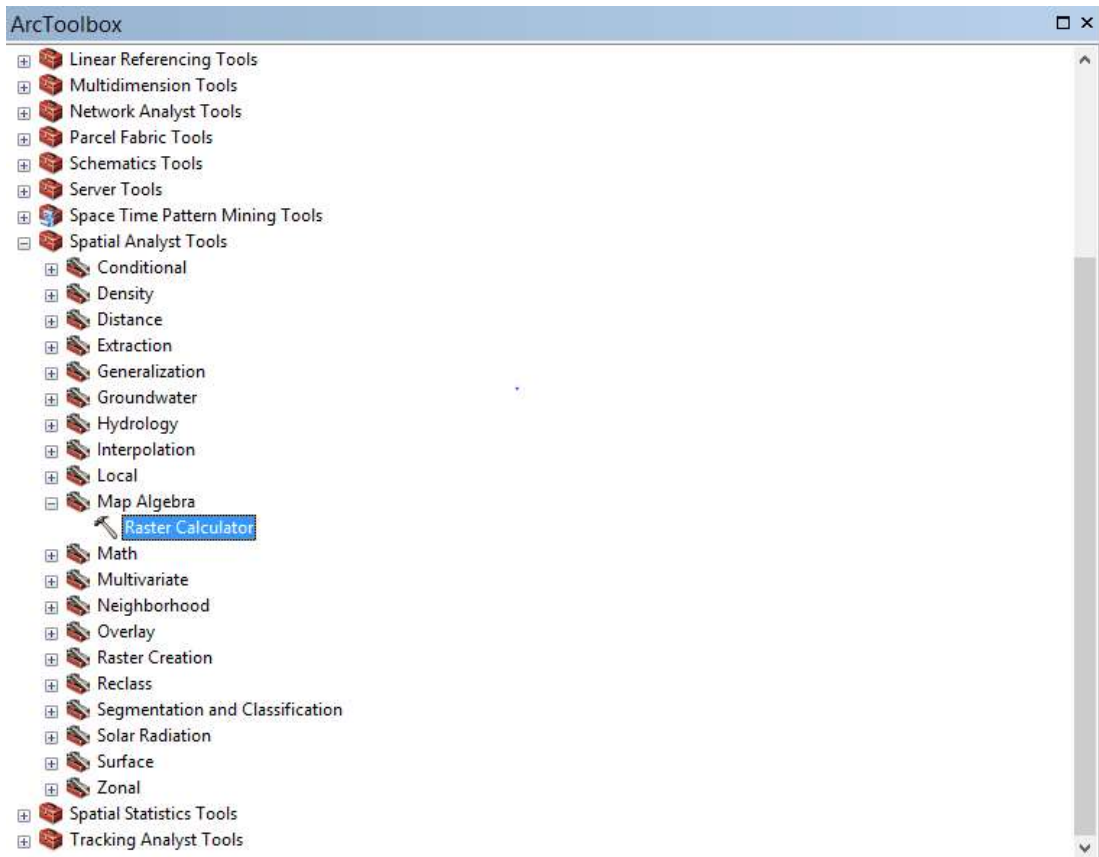 ArcToolbox
Linear Referencing Tools
Multidimension Tools
Network Analyst Tools
Parcel Fabric Tools
Schematics Tools
Server Tools
Space Time Pattern Mining Tools
Spatial Analyst Tools
Conditional
Density
Distance
Extraction
Generalization
Groundwater
Hydrology
Interpolation
Local
Map Algebra
Raster Calculator
Math
Multivariate
Neighborhood
Overlay
Raster Creation
Reclass
Segmentation and Classification
Solar Radiation
Surface
Zonal
Spatial Statistics Tools
Tracking Analyst Tools